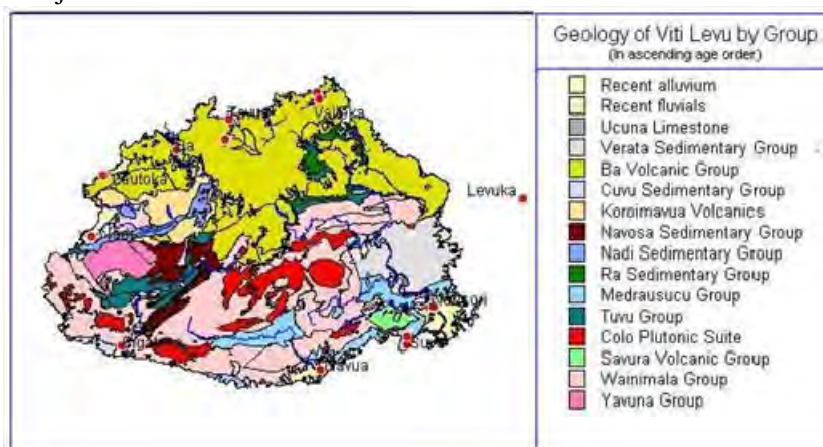 Geology of Viti Levu by Group
(in ascending age order)
Levuka
Recent alluvium
Recent fluvials
Ucuna Limestone
Verata Sedimentary Group
Ba Volcanic Group
Cuvu Sedimentary Group
Koroimavua Volcanics
Navosa Sedimentary Group
Nadi Sedimentary Group
Ra Sedimentary Group
Medrausucu Group
Tuvu Group
Colo Plutonic Suite
Savura Volcanic Group
Wainimala Group
Yavuna Group